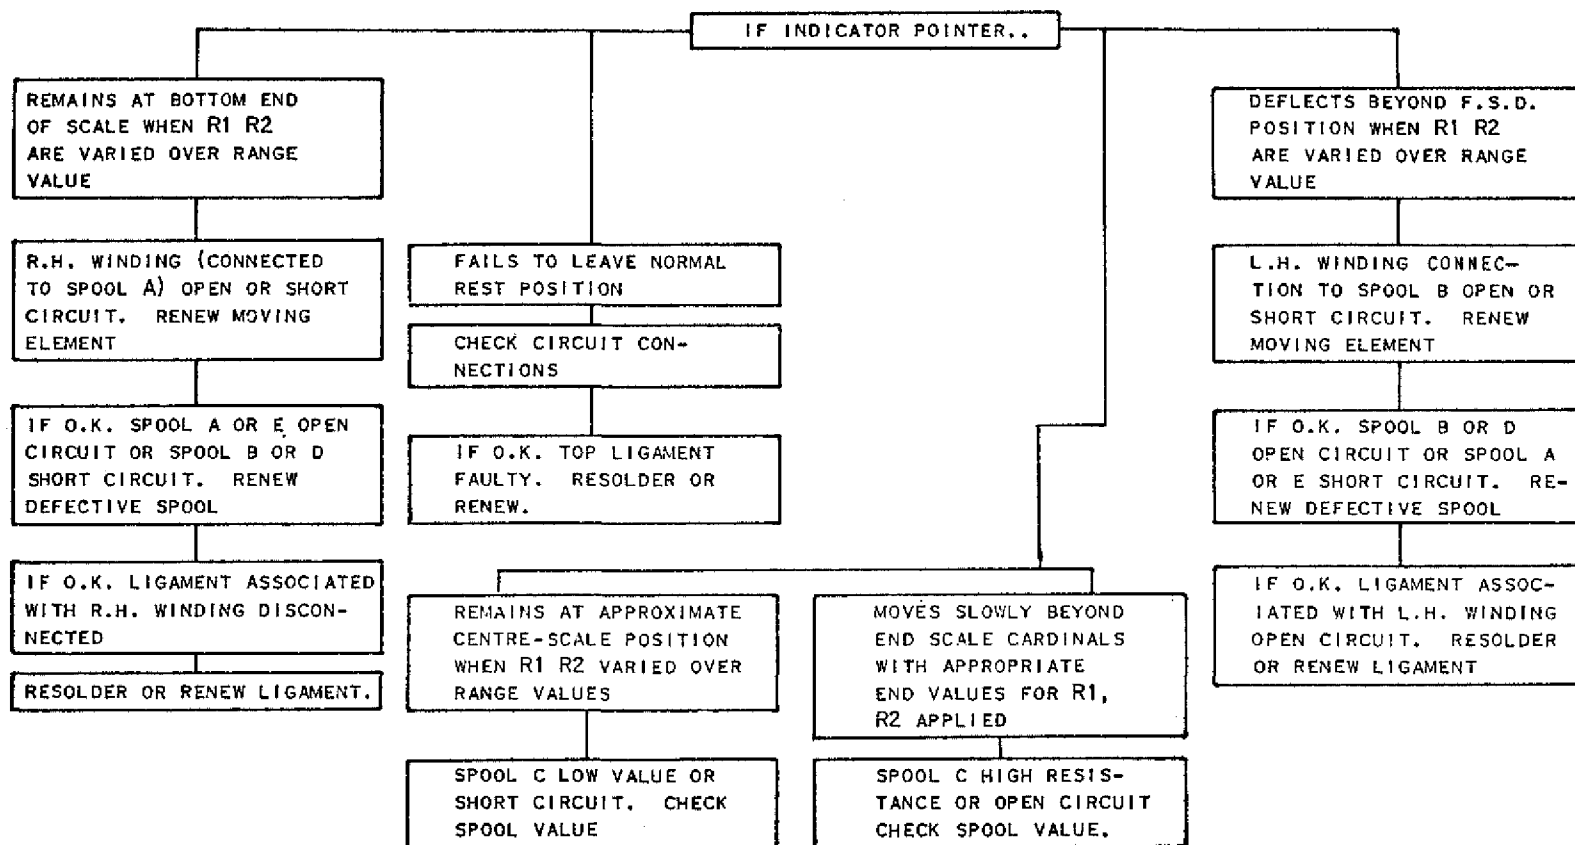 IF INDICATOR POINTER..
REMAINS AT BOTTOM END
OF SCALE WHEN R1 R2
ARE VARIED OVER RANGE
VALUE
R.H. WINDING (CONNECTED
TO SPOOL A) OPEN OR SHORT
CIRCUIT. RENEW MOVING
ELEMENT
IF O.K. SPOOL A OR E OPEN
CIRCUIT OR SPOOL B OR D
SHORT CIRCUIT. RENEW
DEFECTIVE SPOOL
IF O.K. LIGAMENT ASSOCIATED
WITH R.H. WINDING DISCON-
NECTED
RESOLDER OR RENEW LIGAMENT.
FAILS TO LEAVE NORMAL
REST POSITION
CHECK CIRCUIT CON-
NECTIONS
IF O.K. TOP LIGAMENT
FAULTY. RESOLDER OR
RENEW.
REMAINS AT APPROXIMATE
CENTRE-SCALE POSITION
WHEN R1 R2 VARIED OVER
RANGE VALUES
SPOOL C LOW VALUE OR
SHORT CIRCUIT. CHECK
SPOOL VALUE
MOVES SLOWLY BEYOND
END SCALE CARDINALS
WITH APPROPRIATE
END VALUES FOR R1,
R2 APPLIED
SPOOL C HIGH RESIS-
TANCE OR OPEN CIRCUIT
CHECK SPOOL VALUE.
DEFLECTS BEYOND F.S.D.
POSITION WHEN R1 R2
ARE VARIED OVER RANGE
VALUE
L.H. WINDING CONNEC-
TION TO SPOOL B OPEN OR
SHORT CIRCUIT. RENEW
MOVING ELEMENT
IF O.K. SPOOL B OR D
OPEN CIRCUIT OR SPOOL A
OR E SHORT CIRCUIT. RE-
NEW DEFECTIVE SPOOL
IF O.K. LIGAMENT ASSOC-
IATED WITH L.H. WINDING
OPEN CIRCUIT. RESOLDER
OR RENEW LIGAMENT